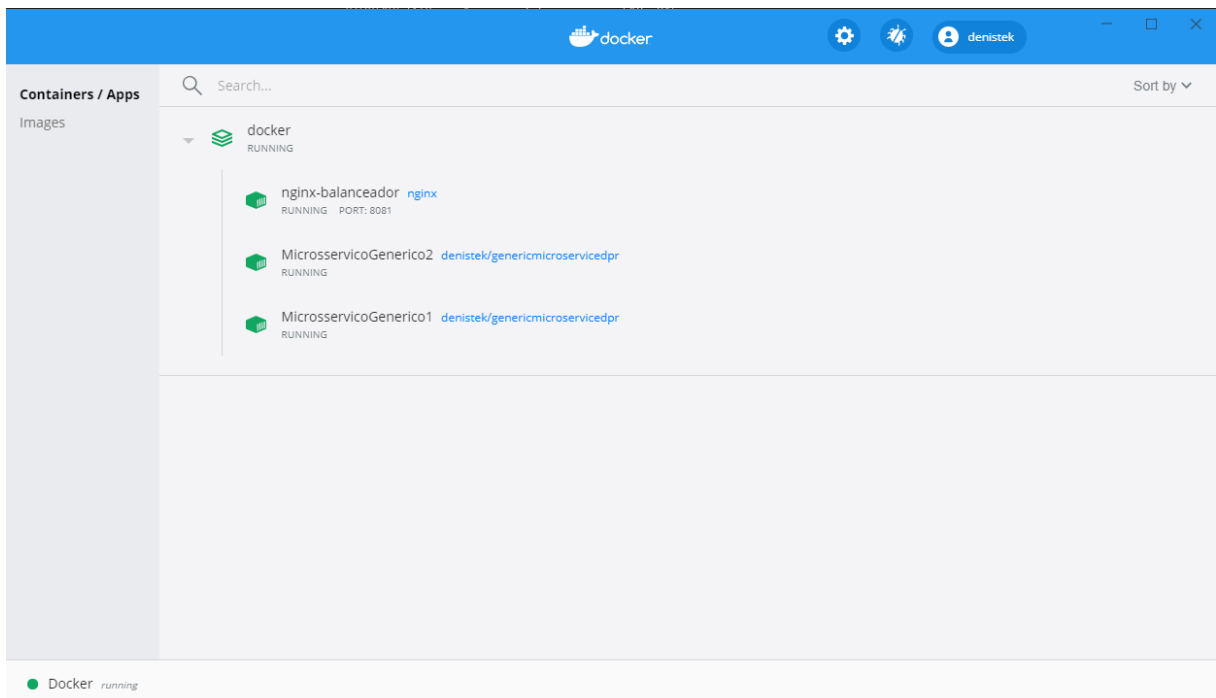 docker
denistek
Containers / Apps
Images
Search...
Sort by
docker
RUNNING
nginx-balanceador nginx
RUNNING PORT: 8081
MicrosservicoGenerico2 denistek/genericmicroservicedpr
RUNNING
MicrosservicoGenerico1 denistek/genericmicroservicedpr
RUNNING
Docker running